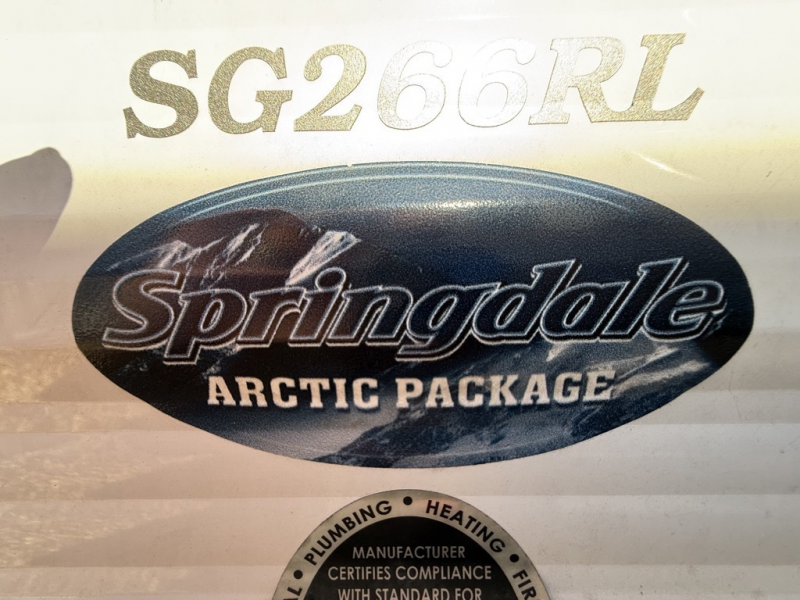 SG266RL
Springdale
ARCTIC PACKAGE
PLUMBING • HEATING •
MANUFACTURER
CERTIFIES COMPLIANCE
WITH STANDARD FOR